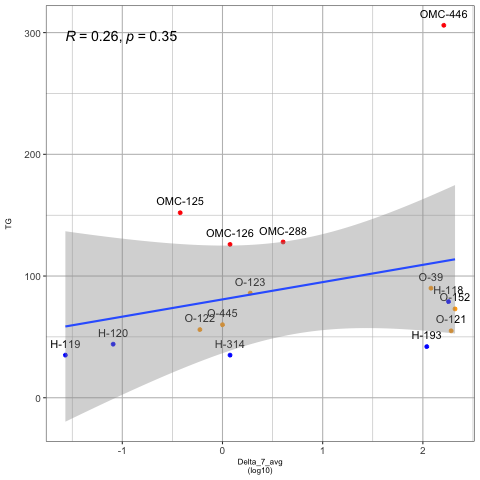 OMC-446
R = 0.26, p = 0.35
300
200
OMC-125
OMC-126
OMC-288
TG
O-123
O-39
100
H-118
O-152
O-445
O-122
O-121
H-120
H-193
H-119
H-314
0
-1
0
1
2
Delta_7_avg
(log10)